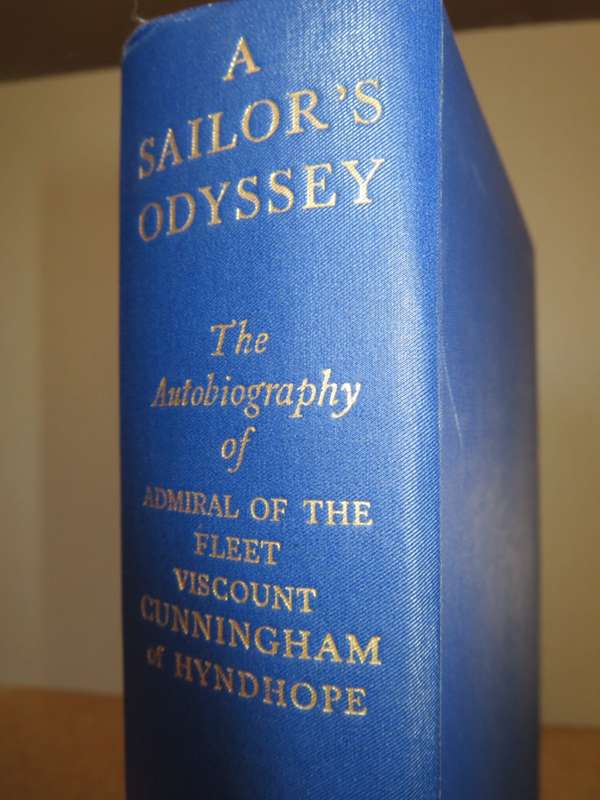 A
SAILOR'S
ODYSSEY
The
Autobiography
of
ADMIRAL OF THE
FLEET
VISCOUNT
CUNNINGHAM
of HYNDHOPE